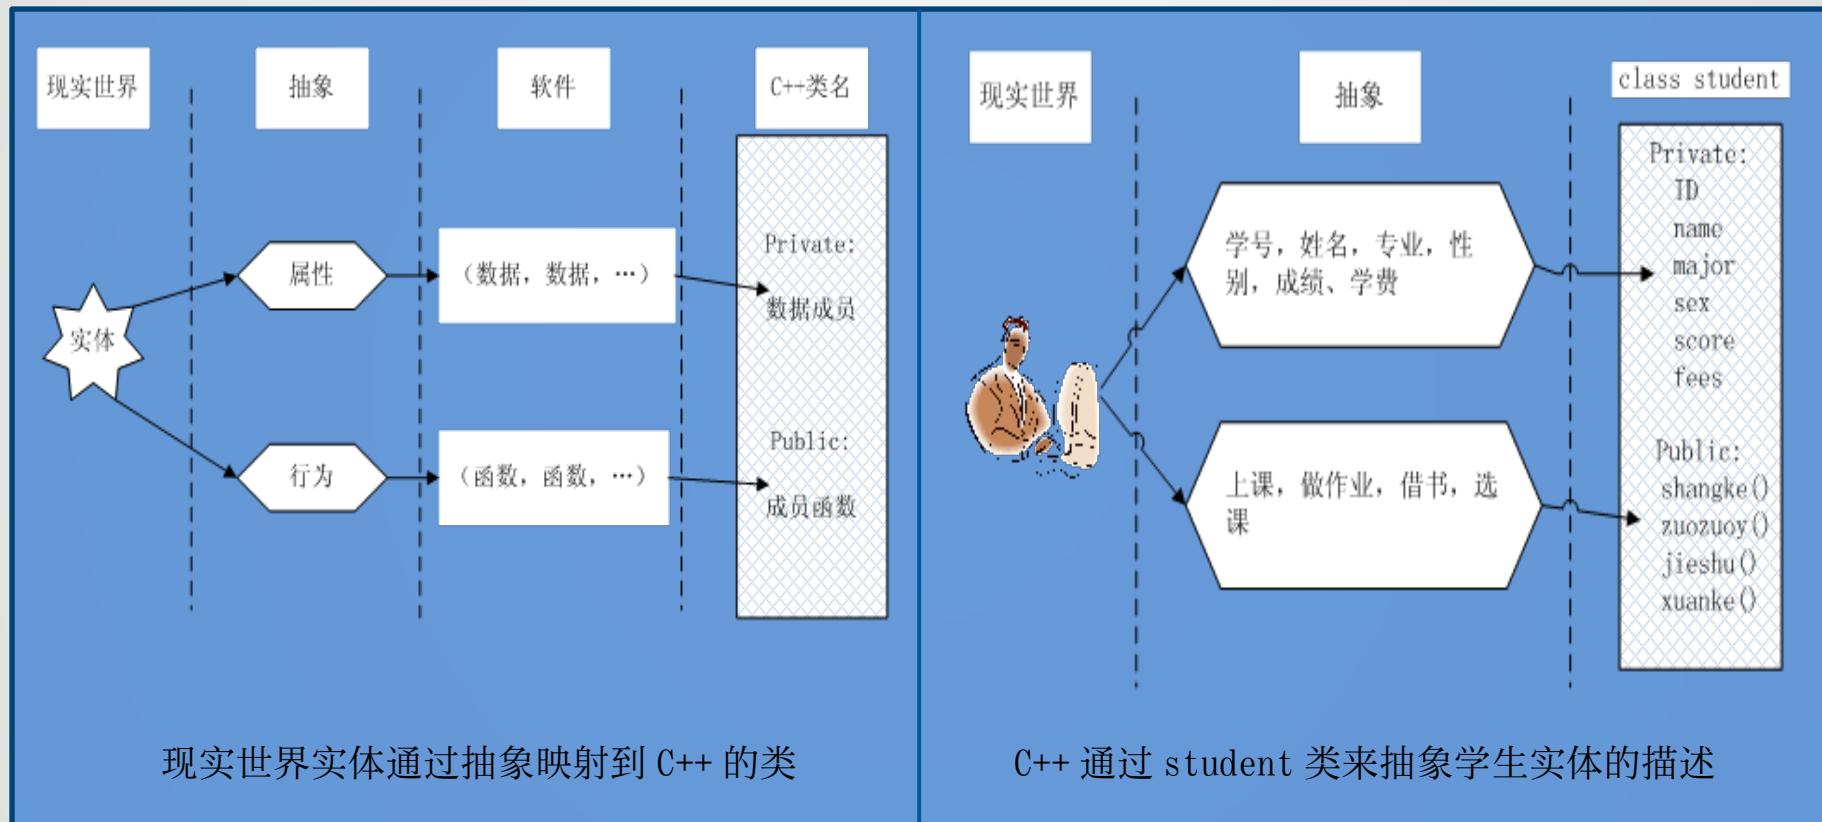 现实世界
抽象
软件
C++类名
实体
属性
(数据, 数据, …)
Private:
数据成员
行为
(函数, 函数, …)
Public:
成员函数
现实世界实体通过抽象映射到 C++ 的类
现实世界
抽象
class student
学号, 姓名, 专业, 性
别, 成绩、学费
上课, 做作业, 借书, 选
课
Private:
ID
name
major
sex
score
fees
Public:
shangke()
zuozuoy()
jieshu()
xuanke()
C++ 通过 student 类来抽象学生实体的描述